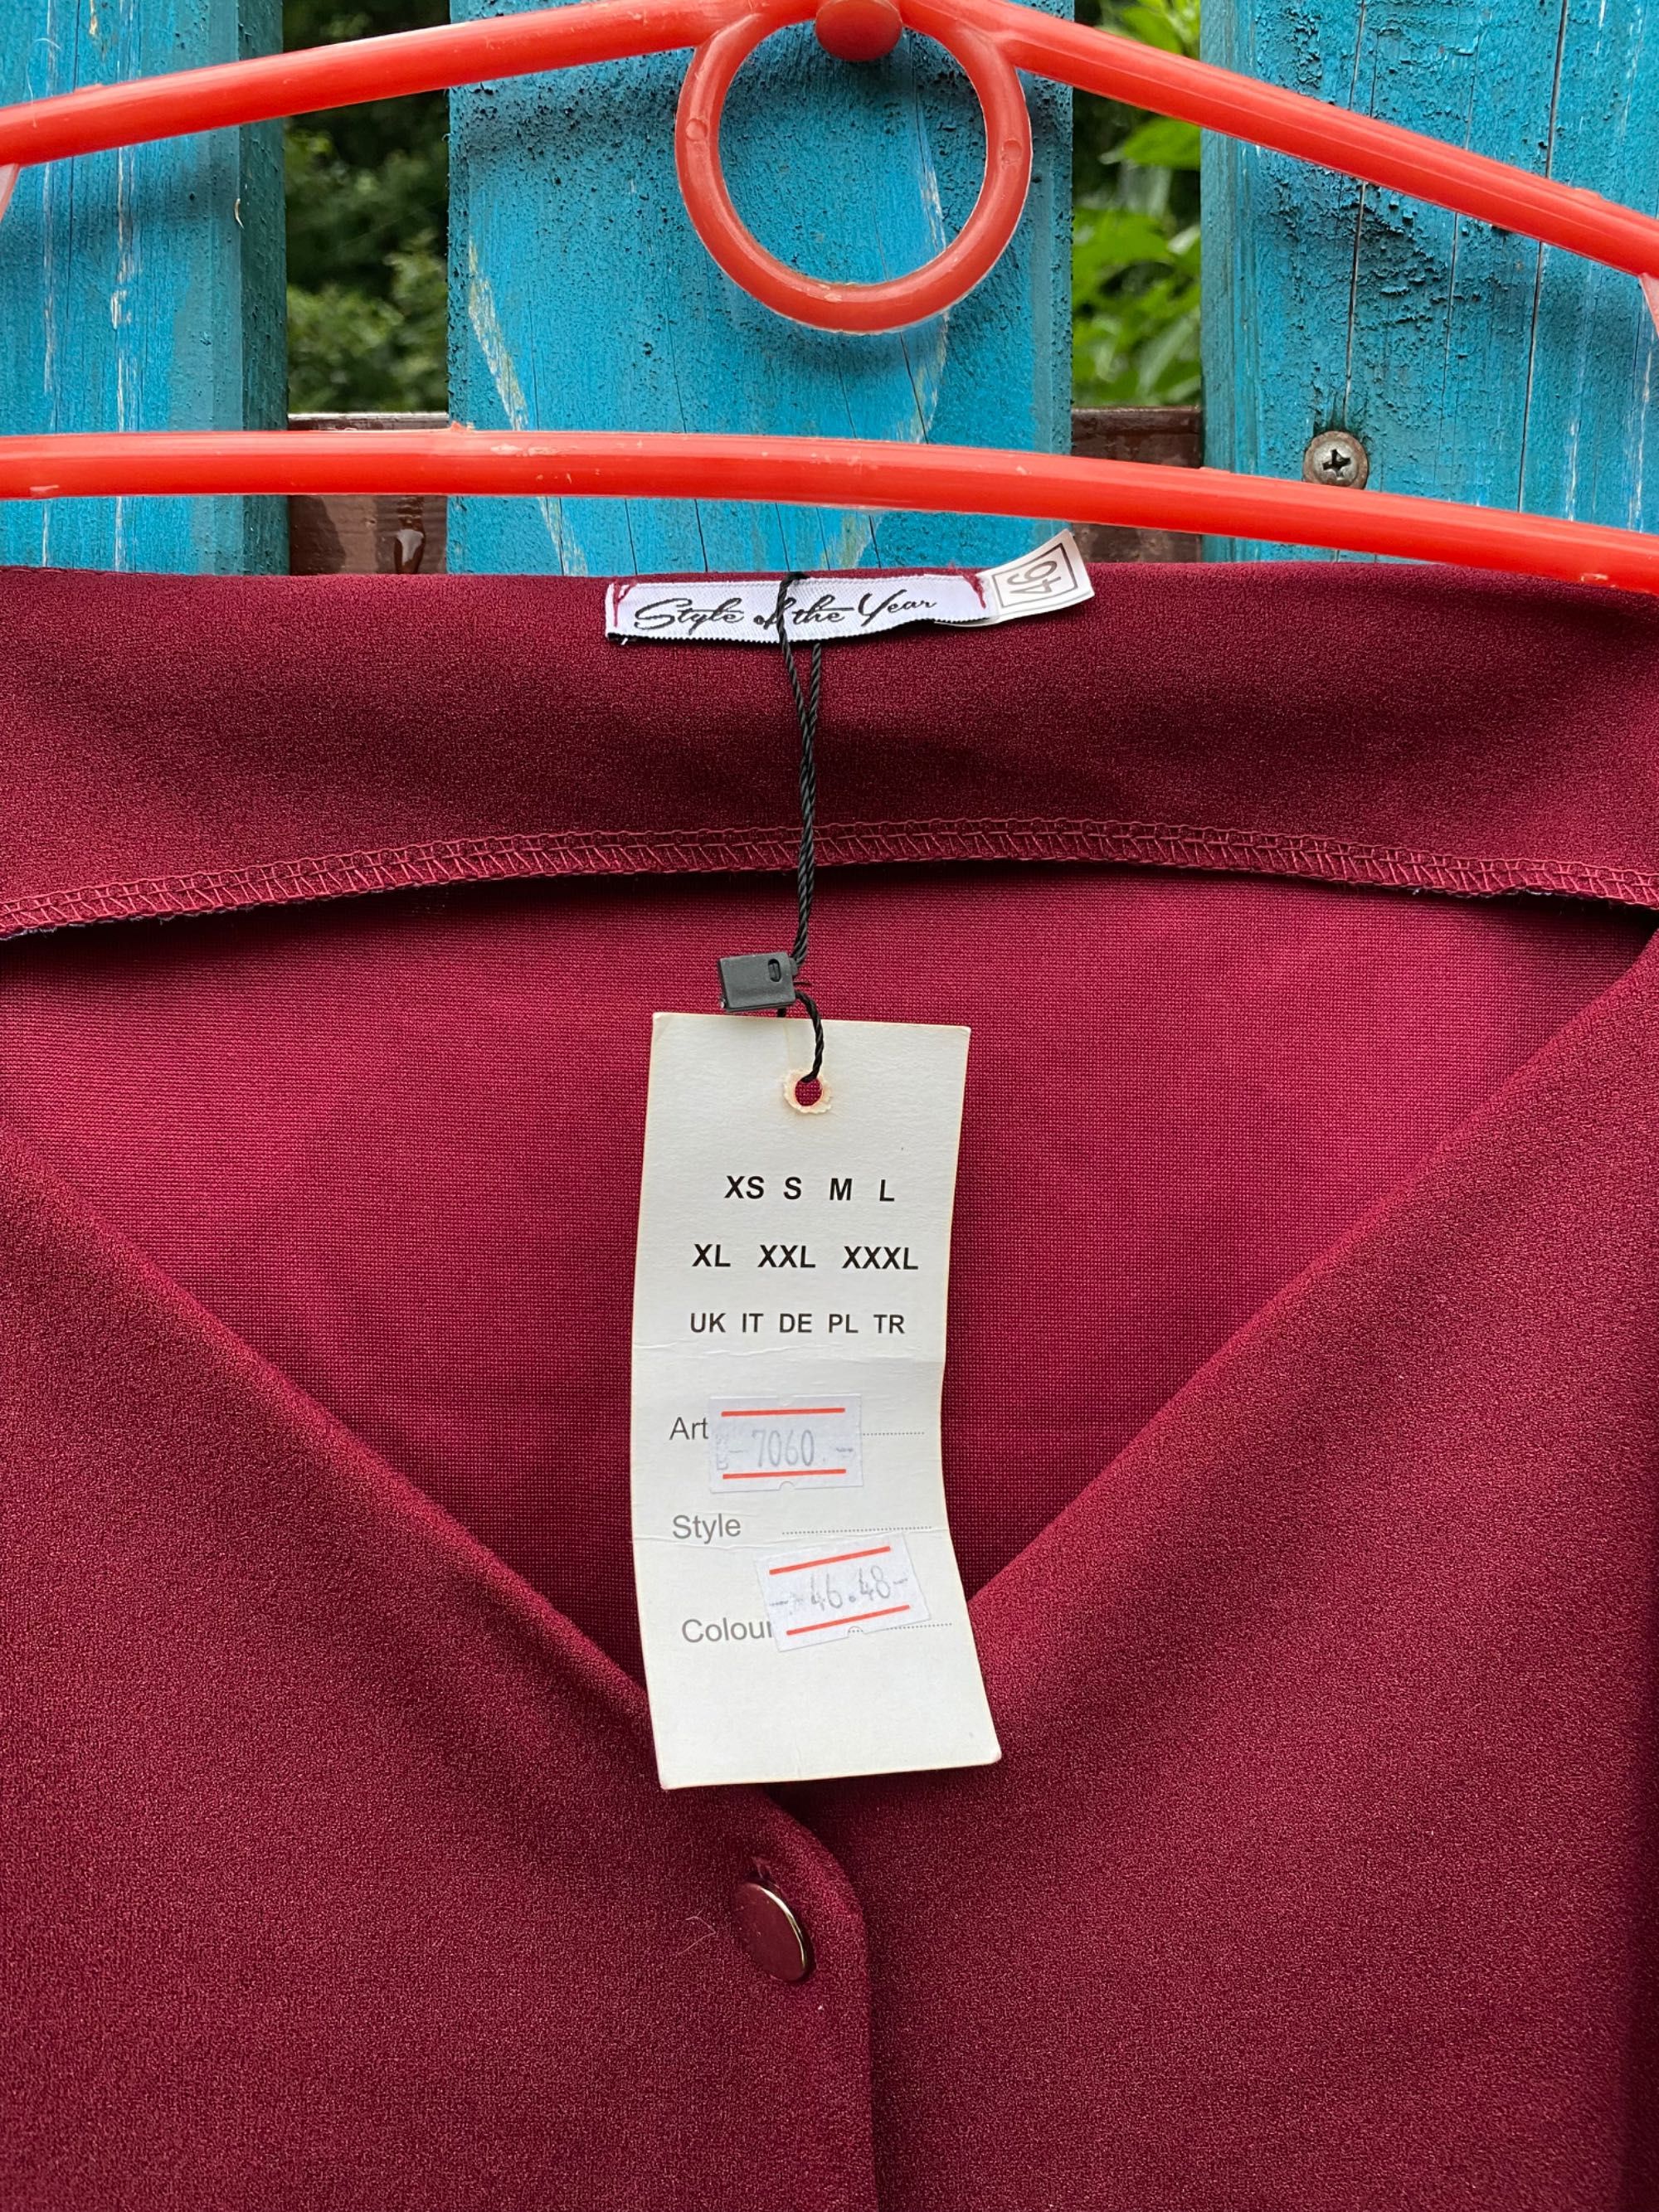 Style of the Year
46
XS S M L
XL XXL XXXL
UK IT DE PL TR
Art - 7060 -
Style
Colour
- 46.48-